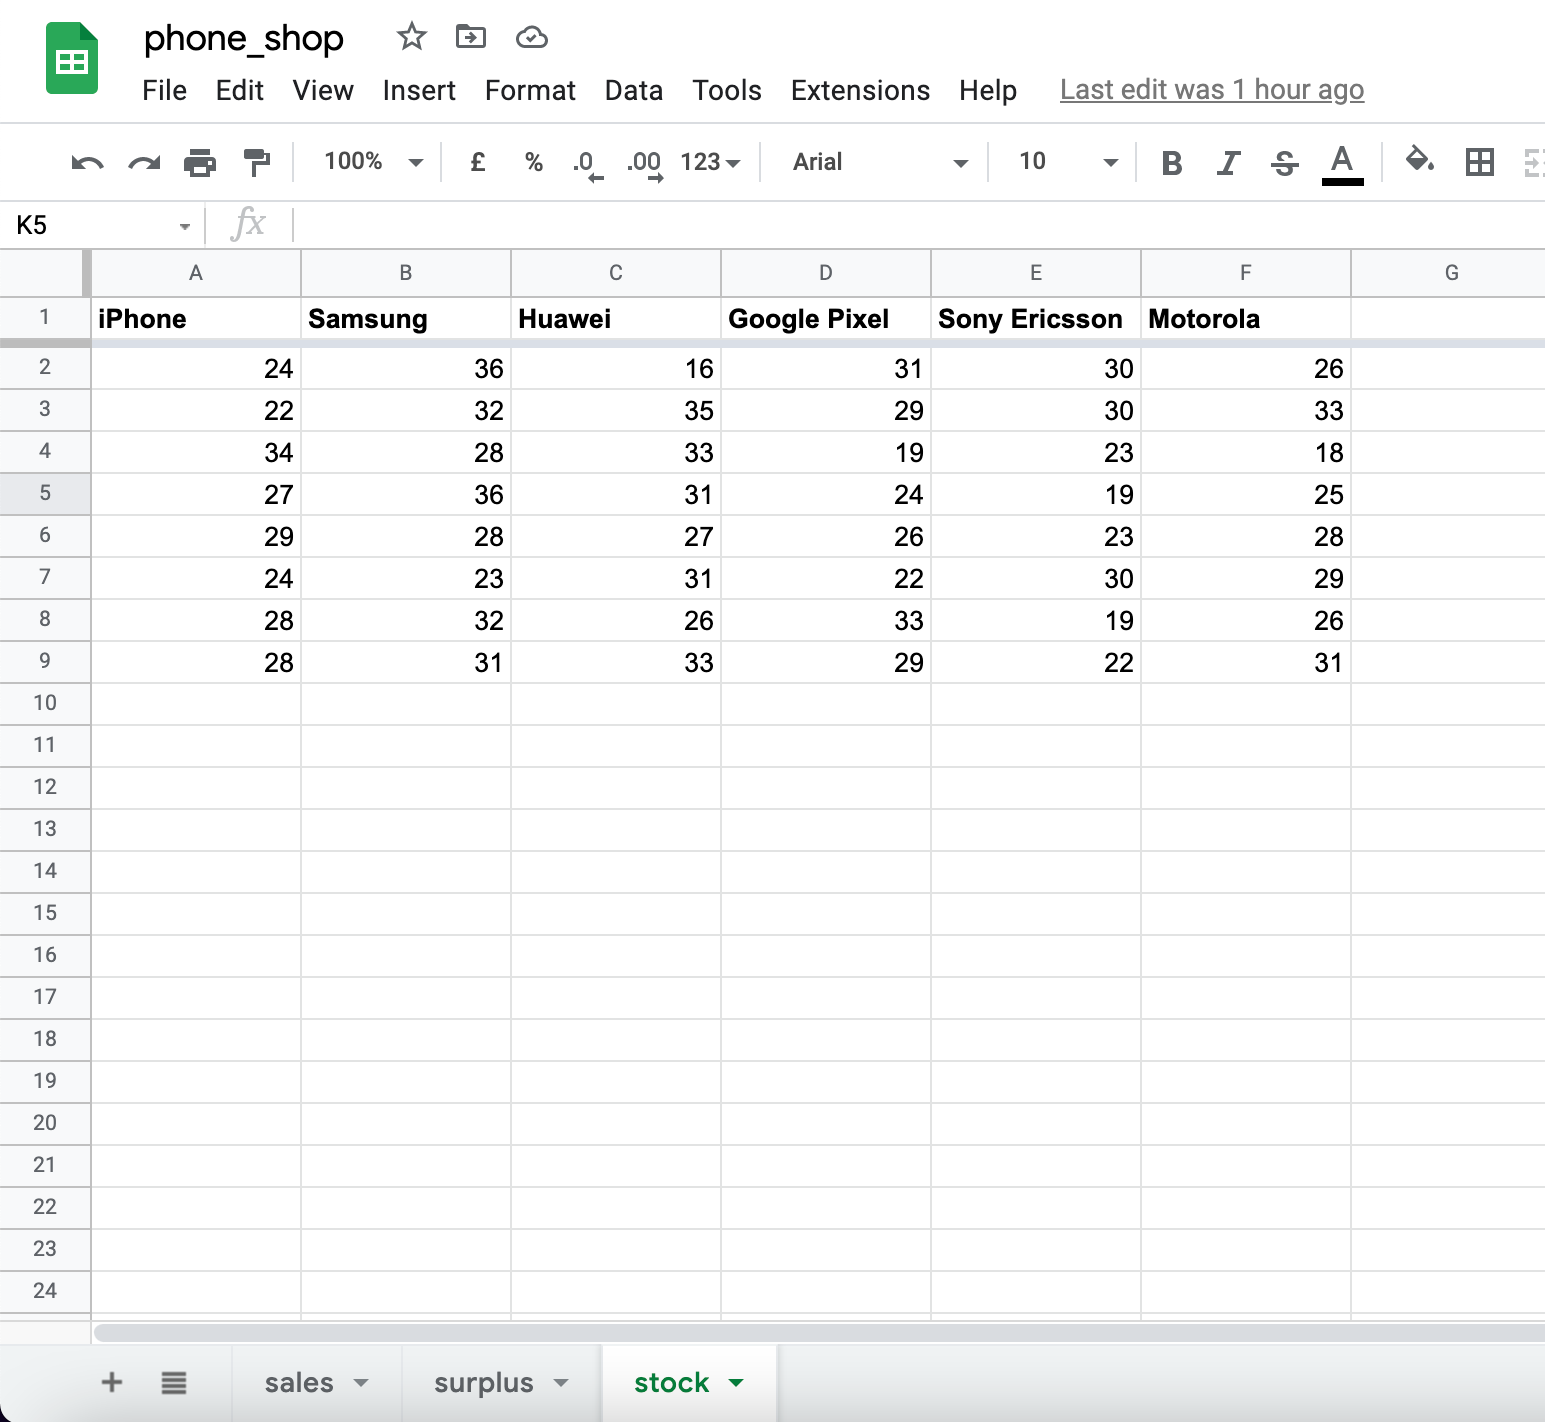 phone_shop
File Edit View Insert Format Data Tools Extensions Help Last edit was 1 hour ago
100% £ % .0 .00 123 Arial 10 B I S A
K5 fx
A B C D E F G
1 iPhone Samsung Huawei Google Pixel Sony Ericsson Motorola
2 24 36 16 31 30 26
3 22 32 35 29 30 33
4 34 28 33 19 23 18
5 27 36 31 24 19 25
6 29 28 27 26 23 28
7 24 23 31 22 30 29
8 28 32 26 33 19 26
9 28 31 33 29 22 31
10
11
12
13
14
15
16
17
18
19
20
21
22
23
24
+ sales surplus stock